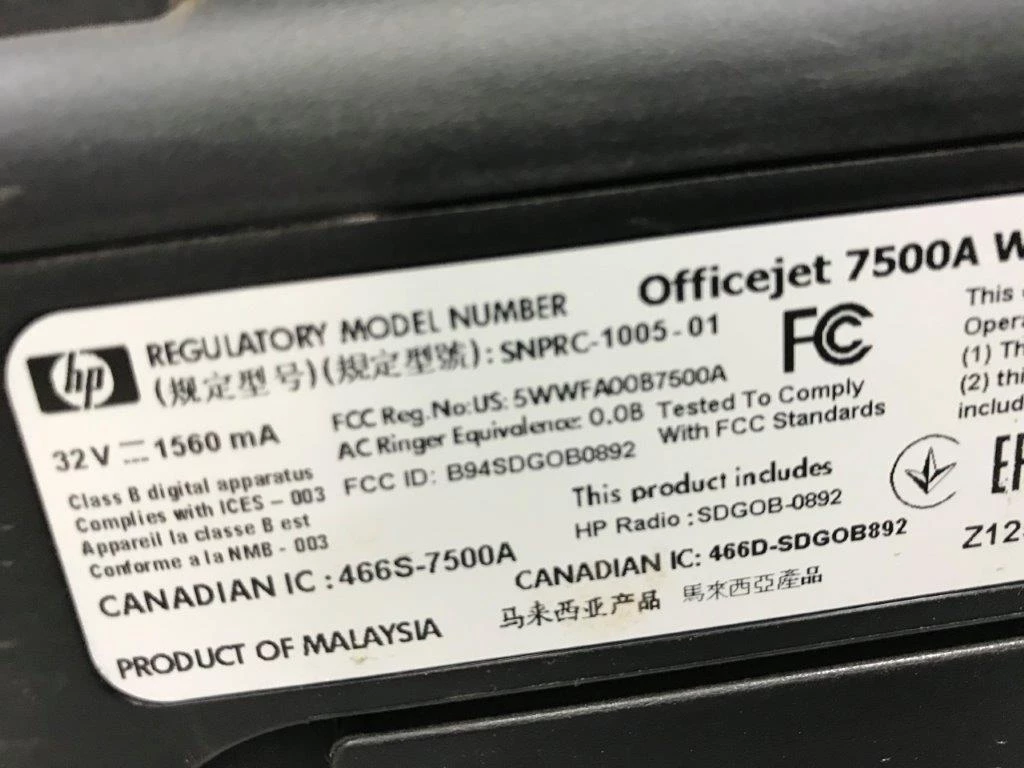 Officejet 7500A W
hp
REGULATORY MODEL NUMBER
(规定型号)(規定型號): SNPRC-1005-01
FC
32V ⎓ 1560 mA
FCC Reg.No:US: 5WWFA00B7500A
AC Ringer Equivalence: 0.0B
FCC ID: B94SDGOB0892
Tested To Comply
With FCC Standards
This
Opera
(1) Th
(2) thi
includ
Class B digital apparatus
Complies with ICES - 003
Appareil la classe B est
Conforme a la NMB - 003
This product includes
HP Radio :SDGOB-0892
CANADIAN IC : 466S-7500A
CANADIAN IC: 466D-SDGOB892
Z12
PRODUCT OF MALAYSIA
马来西亚产品 馬來西亞產品